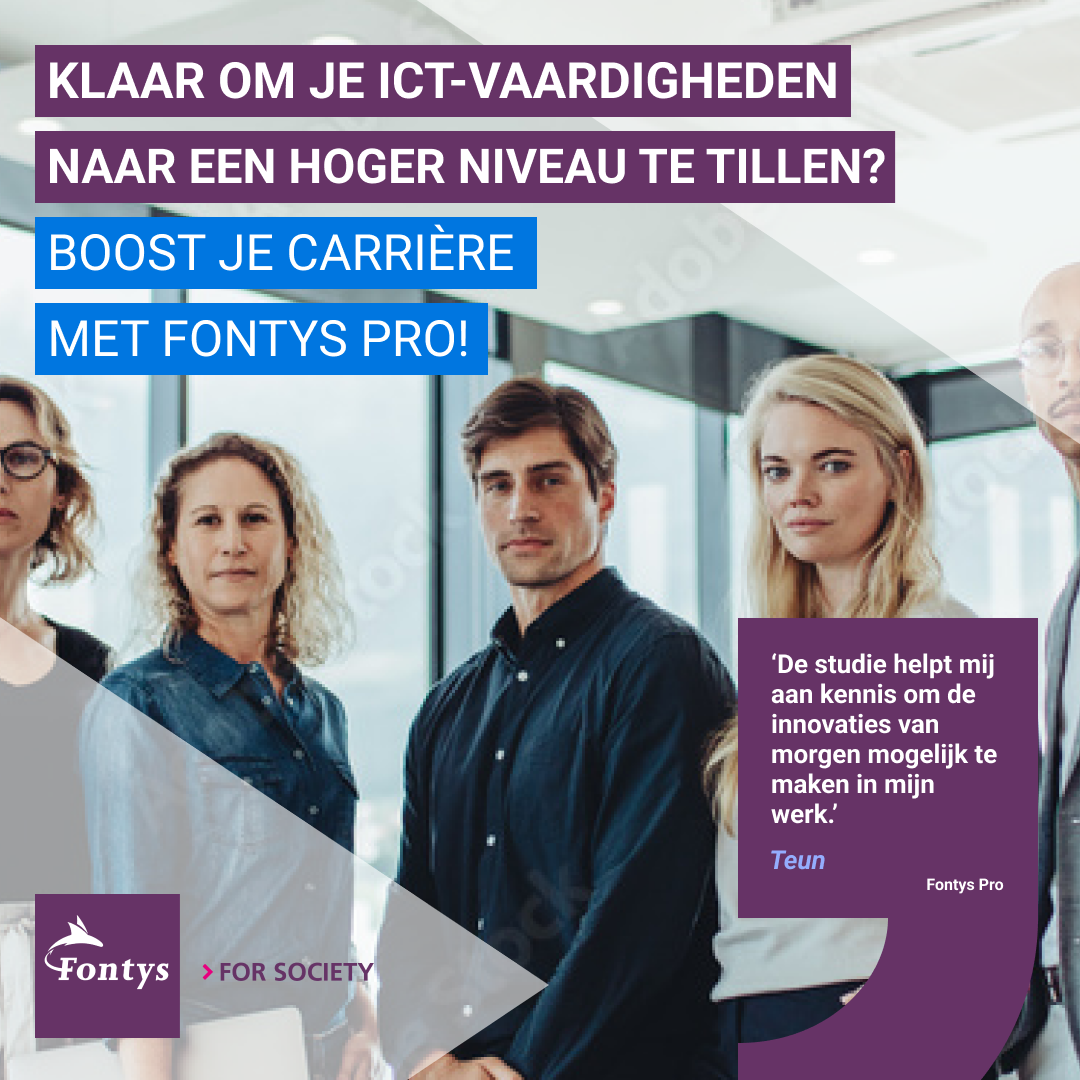 KLAAR OM JE ICT-VAARDIGHEDEN
NAAR EEN HOGER NIVEAU TE TILLEN?
BOOST JE CARRIÈRE
MET FONTYS PRO!
‘De studie helpt mij
aan kennis om de
innovaties van
morgen mogelijk te
maken in mijn
werk.’
Teun
Fontys Pro
Fontys
> FOR SOCIETY